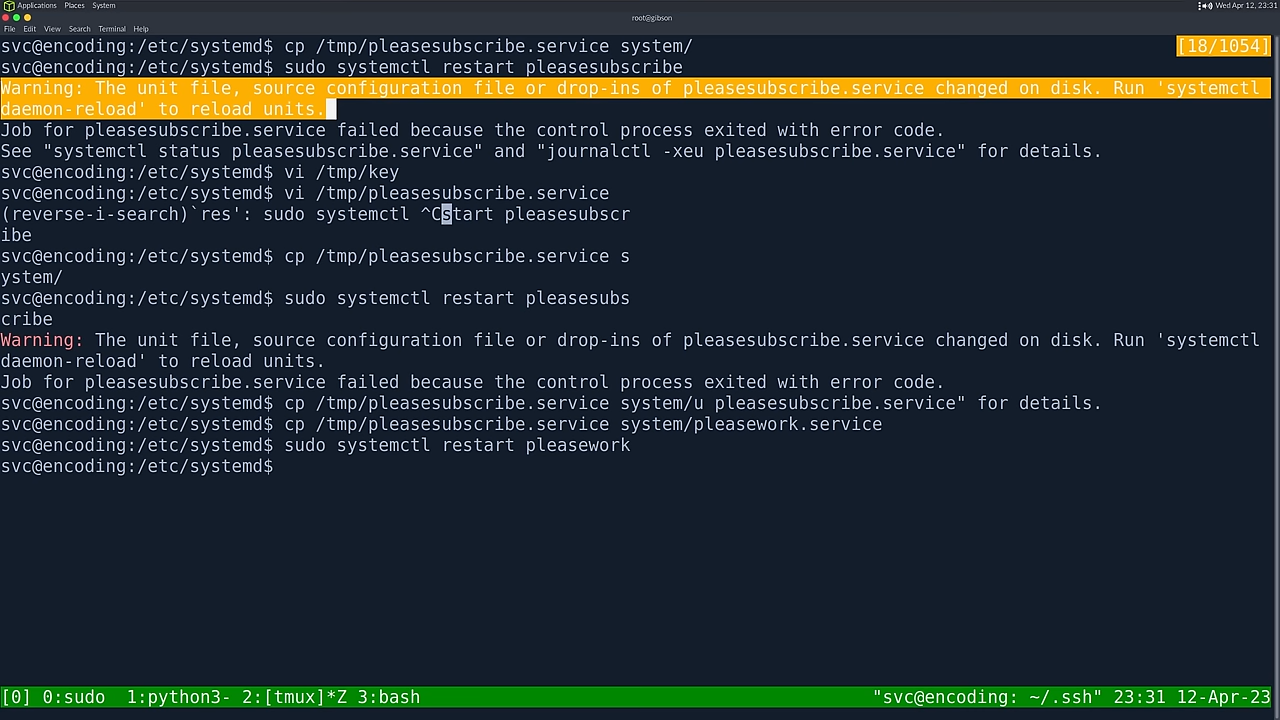 Applications Places System
Wed Apr 12, 23:31
root@gibson
File Edit View Search Terminal Help
svc@encoding:/etc/systemd$ cp /tmp/pleasesubscribe.service system/ [18/1054]
svc@encoding:/etc/systemd$ sudo systemctl restart pleasesubscribe
Warning: The unit file, source configuration file or drop-ins of pleasesubscribe.service changed on disk. Run 'systemctl
daemon-reload' to reload units.
Job for pleasesubscribe.service failed because the control process exited with error code.
See "systemctl status pleasesubscribe.service" and "journalctl -xeu pleasesubscribe.service" for details.
svc@encoding:/etc/systemd$ vi /tmp/key
svc@encoding:/etc/systemd$ vi /tmp/pleasesubscribe.service
(reverse-i-search)`res': sudo systemctl ^Cstart pleasesubscr
ibe
svc@encoding:/etc/systemd$ cp /tmp/pleasesubscribe.service s
ystem/
svc@encoding:/etc/systemd$ sudo systemctl restart pleasesubs
cribe
Warning: The unit file, source configuration file or drop-ins of pleasesubscribe.service changed on disk. Run 'systemctl
daemon-reload' to reload units.
Job for pleasesubscribe.service failed because the control process exited with error code.
svc@encoding:/etc/systemd$ cp /tmp/pleasesubscribe.service system/u pleasesubscribe.service" for details.
svc@encoding:/etc/systemd$ cp /tmp/pleasesubscribe.service system/pleasework.service
svc@encoding:/etc/systemd$ sudo systemctl restart pleasework
svc@encoding:/etc/systemd$
[0] 0:sudo 1:python3- 2:[tmux]*Z 3:bash "svc@encoding: ~/.ssh" 23:31 12-Apr-23